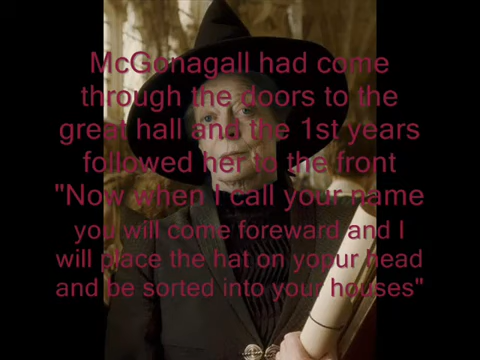 McGonagall had come
through the doors to the
great hall and the 1st years
followed her to the front
"Now when I call your name
you will come foreward and I
will place the hat on yopur head
and be sorted into your houses"